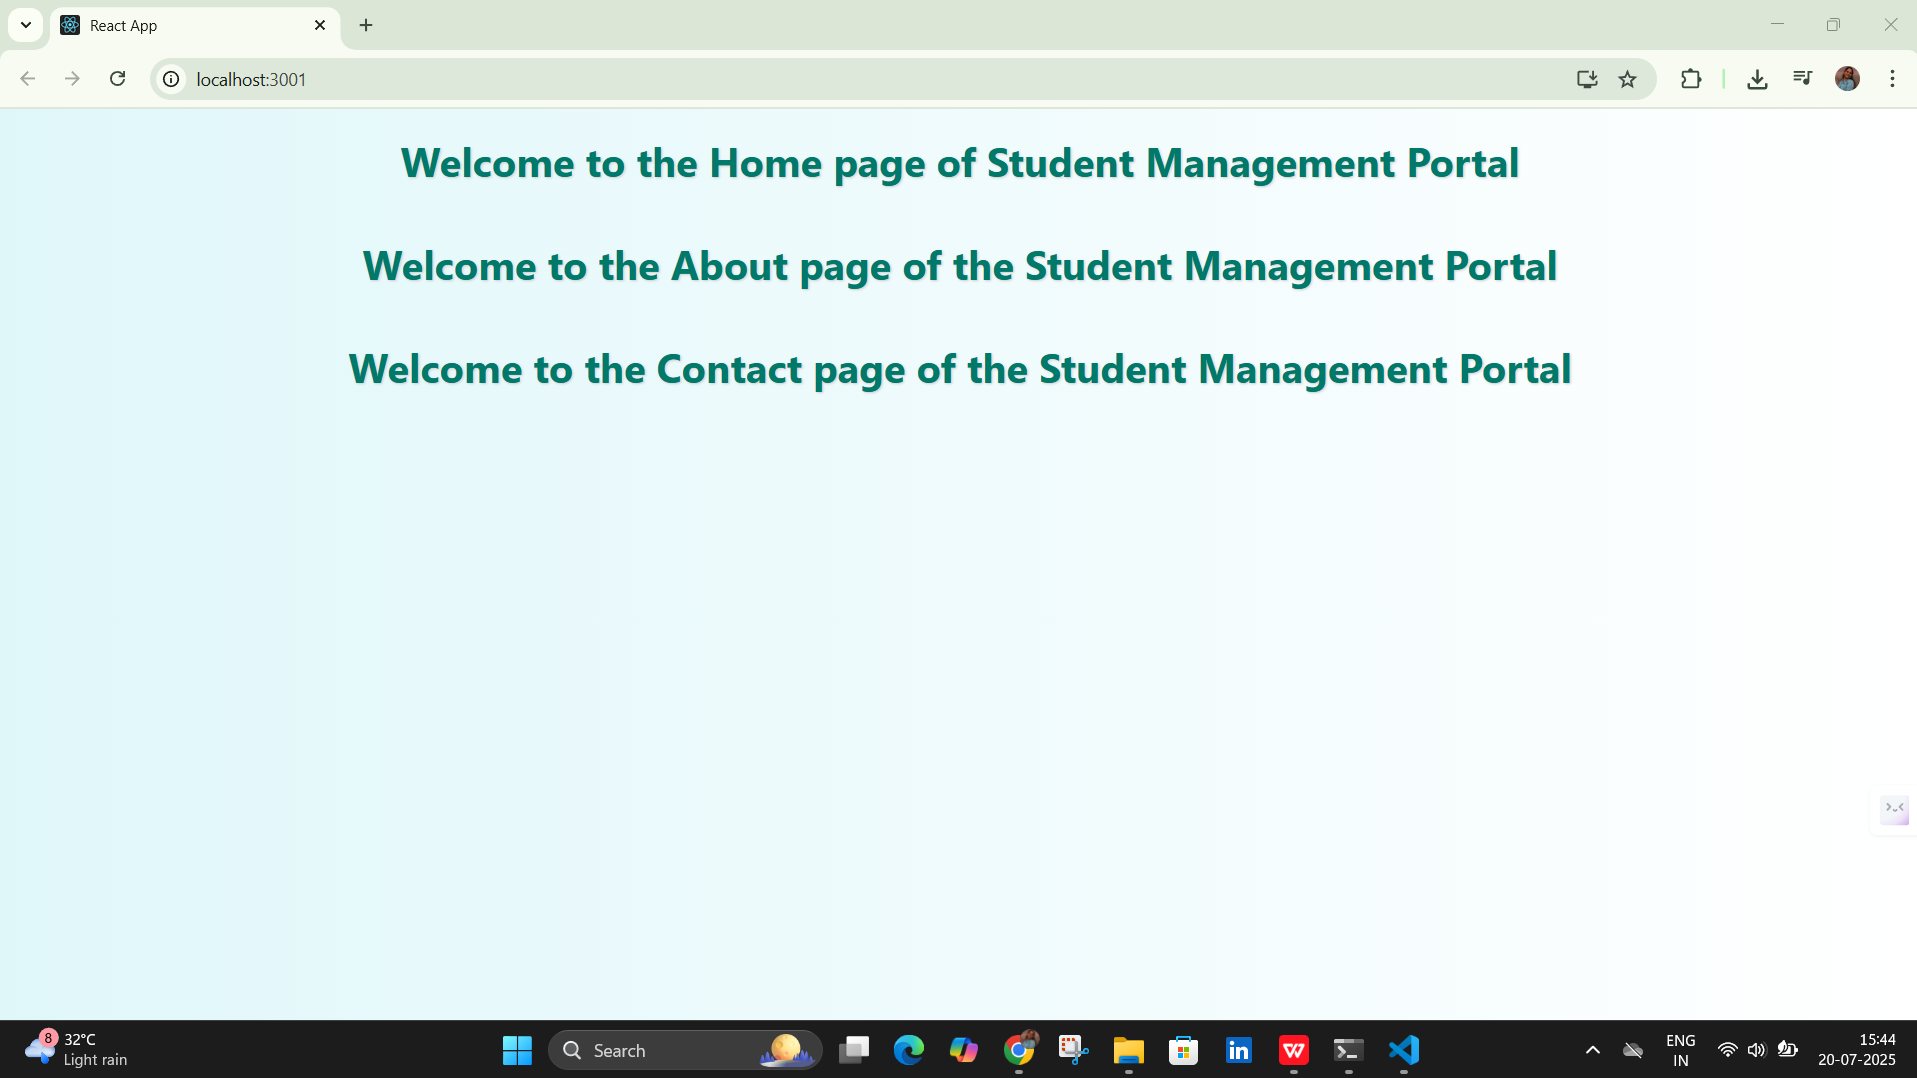 React App
localhost:3001
Welcome to the Home page of Student Management Portal
Welcome to the About page of the Student Management Portal
Welcome to the Contact page of the Student Management Portal
8
32°C
Light rain
Search
ENG
IN
15:44
20-07-2025